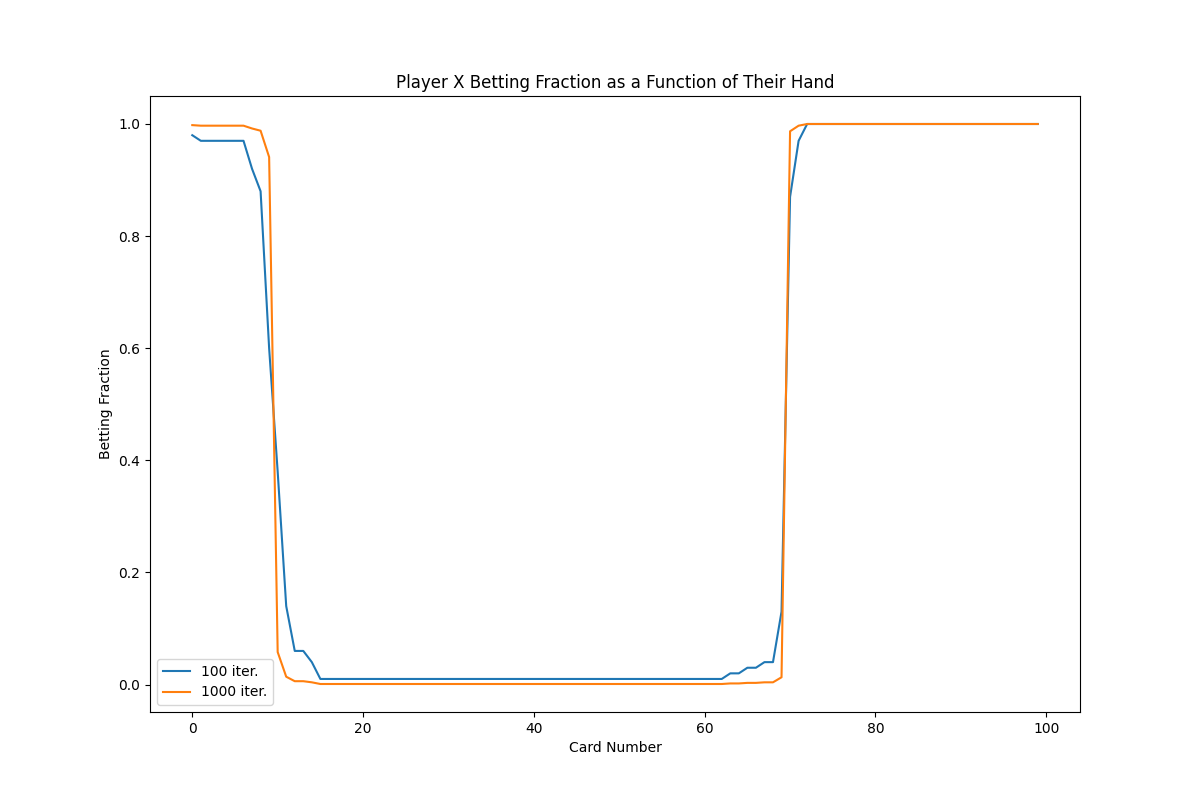 Player X Betting Fraction as a Function of Their Hand
1.0
0.8
0.6
0.4
0.2
0.0
Betting Fraction
100 iter.
1000 iter.
0 20 40 60 80 100
Card Number